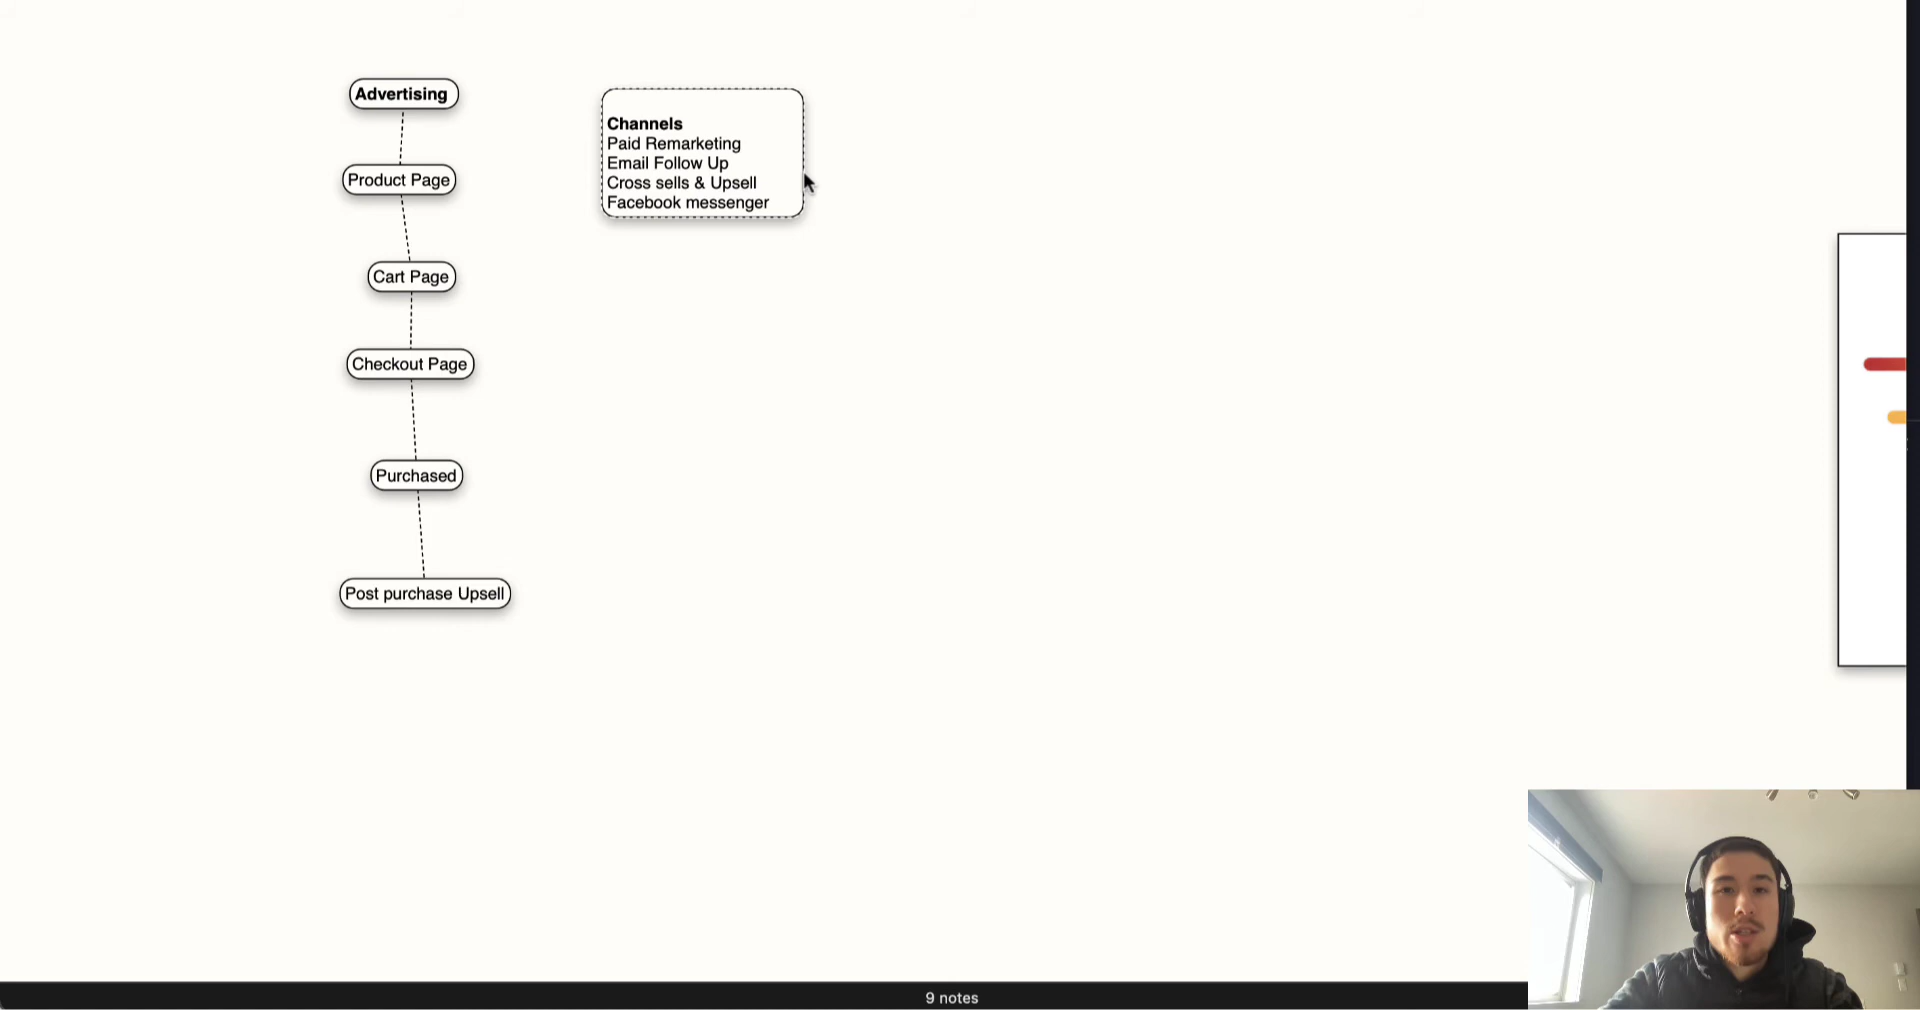 Advertising
Product Page
Cart Page
Checkout Page
Purchased
Post purchase Upsell
Channels
Paid Remarketing
Email Follow Up
Cross sells & Upsell
Facebook messenger
9 notes